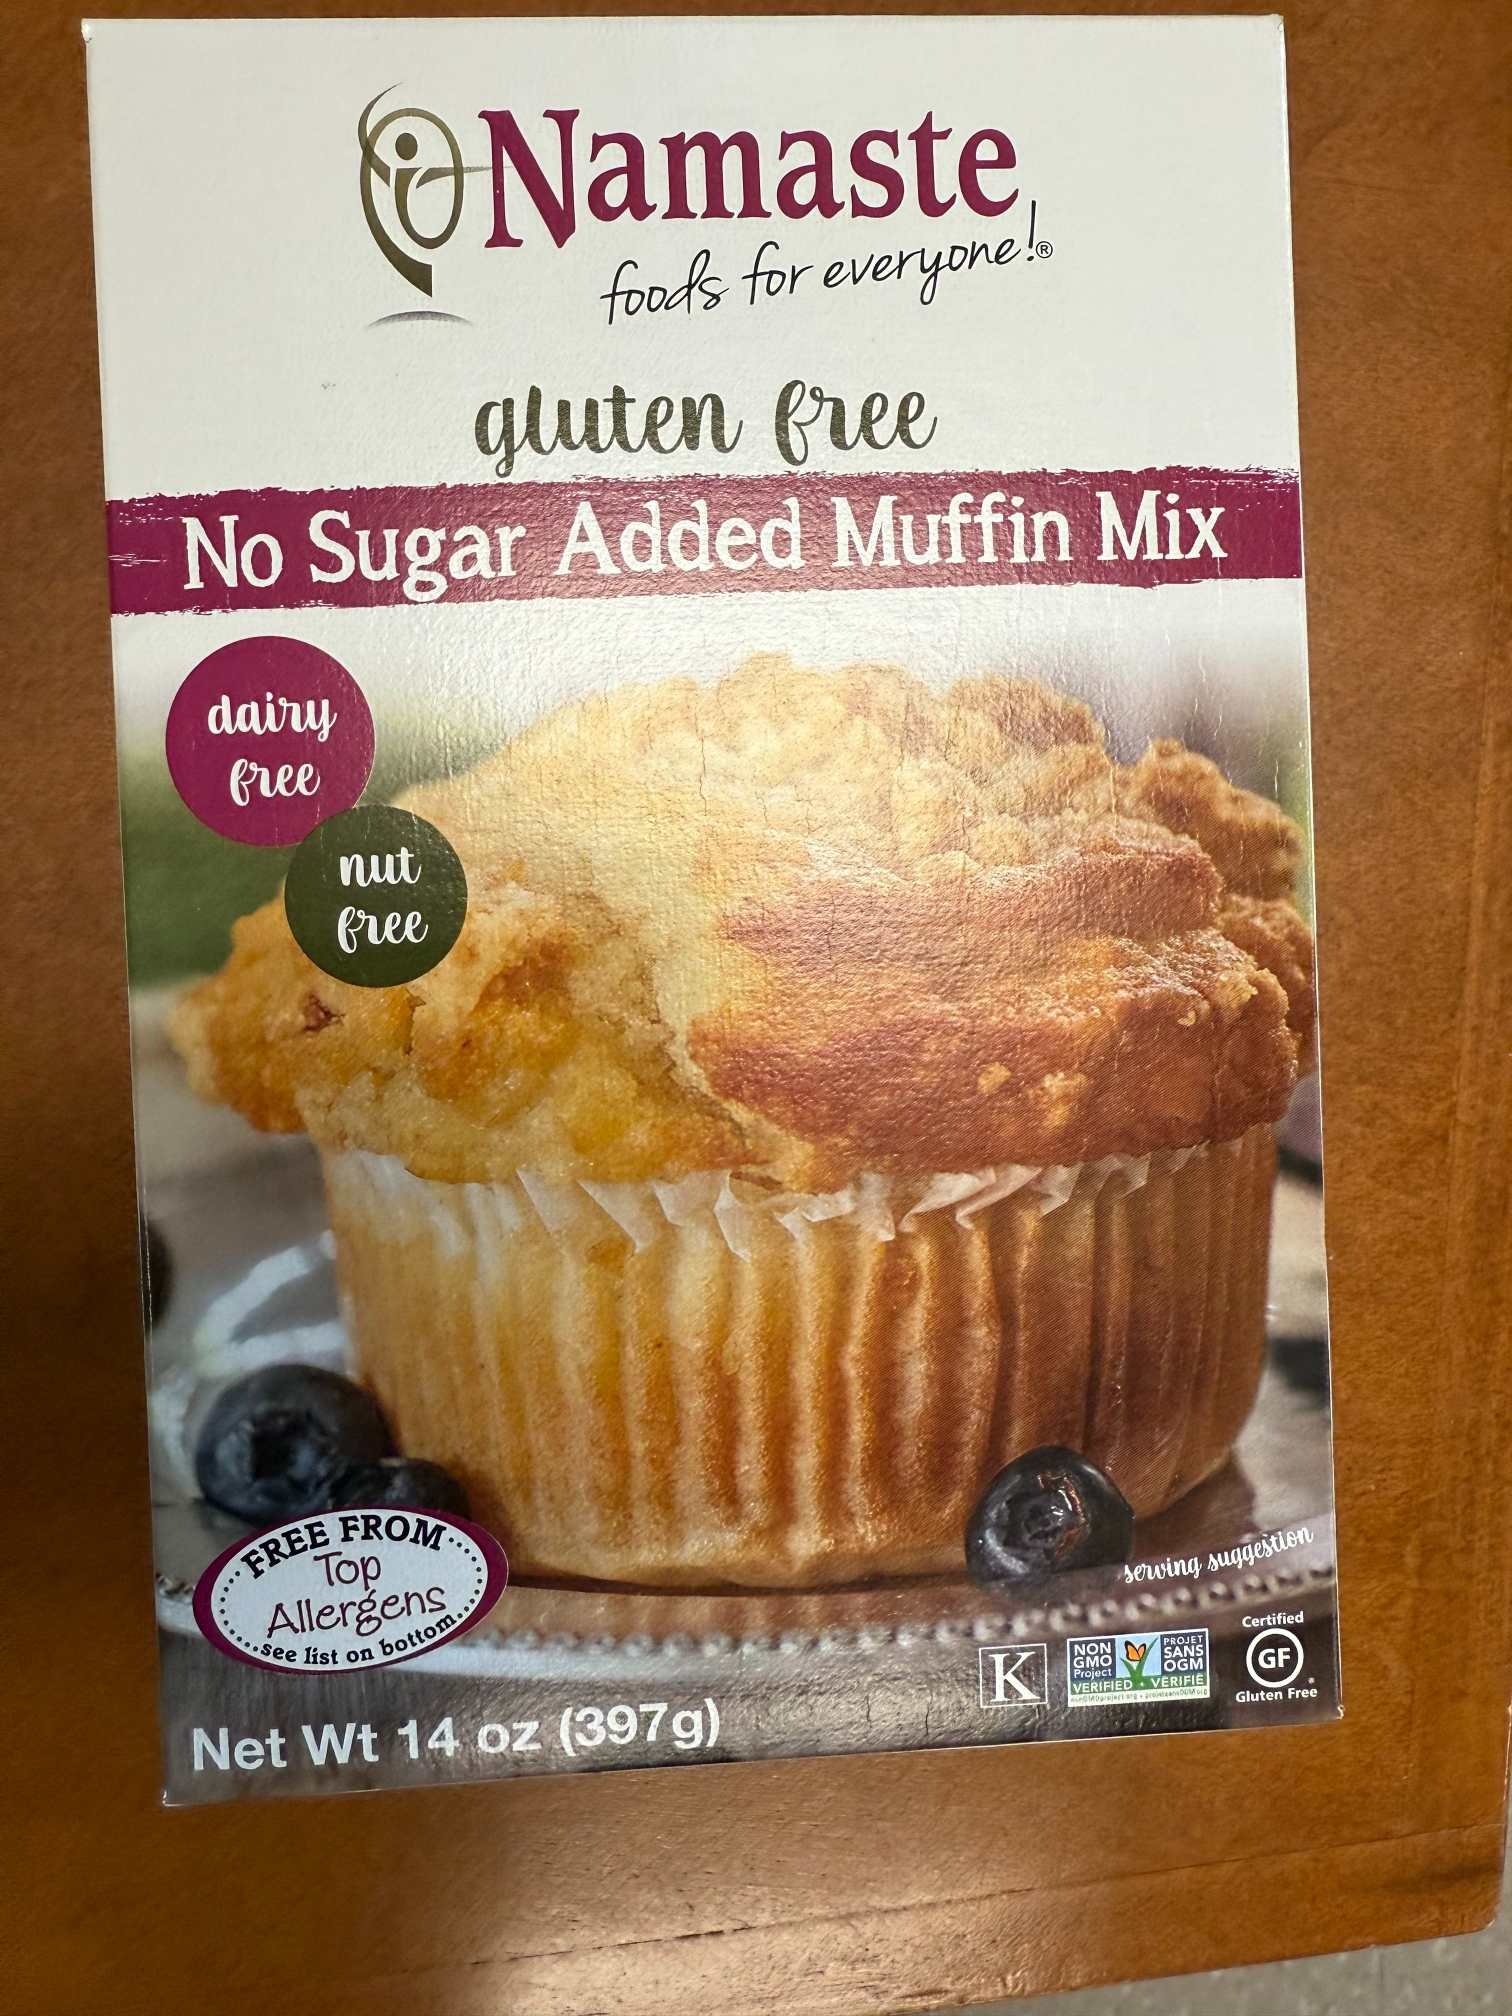 Namaste
foods for everyone!®
gluten free
No Sugar Added Muffin Mix
dairy
free
nut
free
FREE FROM
Top
Allergens
see list on bottom
serving suggestion
K
NON
GMO
Project
VERIFIED
PROJET
SANS
OGM
VÉRIFIÉ
Certified
GF
Gluten Free
Net Wt 14 oz (397g)